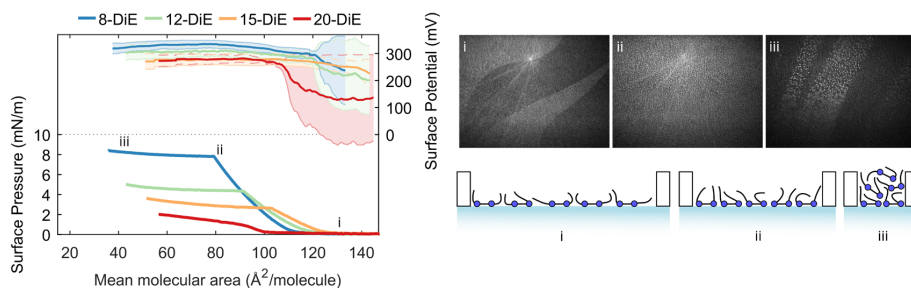 8-DiE 12-DiE 15-DiE 20-DiE
Surface Pressure (mN/m)
10
8
6
4
2
0
iii
ii
i
20 40 60 80 100 120 140
Mean molecular area (Å²/molecule)
300
200
100
0
Surface Potential (mV)
i
ii
iii
i
ii
iii